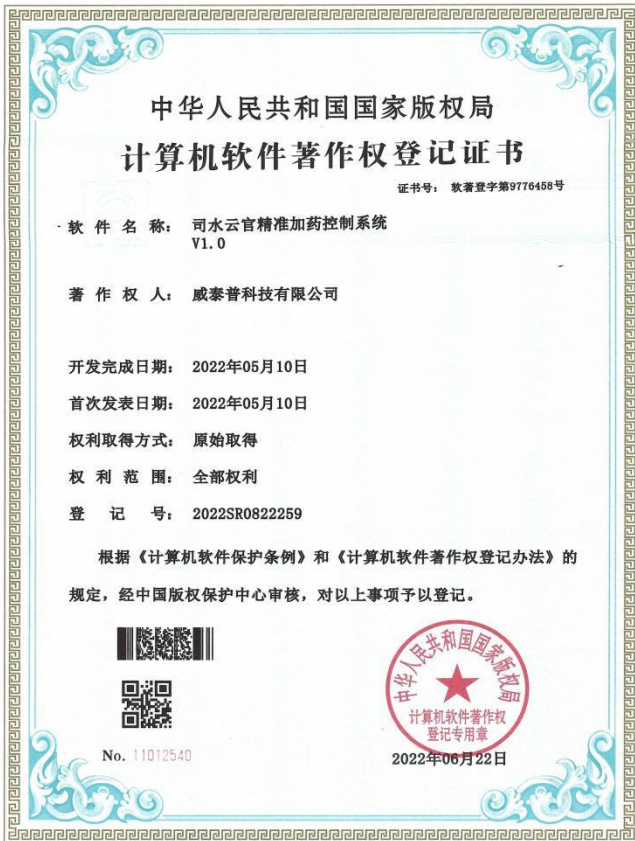 中华人民共和国国家版权局
计算机软件著作权登记证书
证书号： 软著登字第9776458号
软件名称： 司水云官精准加药控制系统
V1.0
著作权人： 威泰普科技有限公司
开发完成日期： 2022年05月10日
首次发表日期： 2022年05月10日
权利取得方式： 原始取得
权利范围： 全部权利
登记号： 2022SR0822259
根据《计算机软件保护条例》和《计算机软件著作权登记办法》的
规定，经中国版权保护中心审核，对以上事项予以登记。
中华人民共和国国家版权局
计算机软件著作权
登记专用章
No. 11012540
2022年06月22日